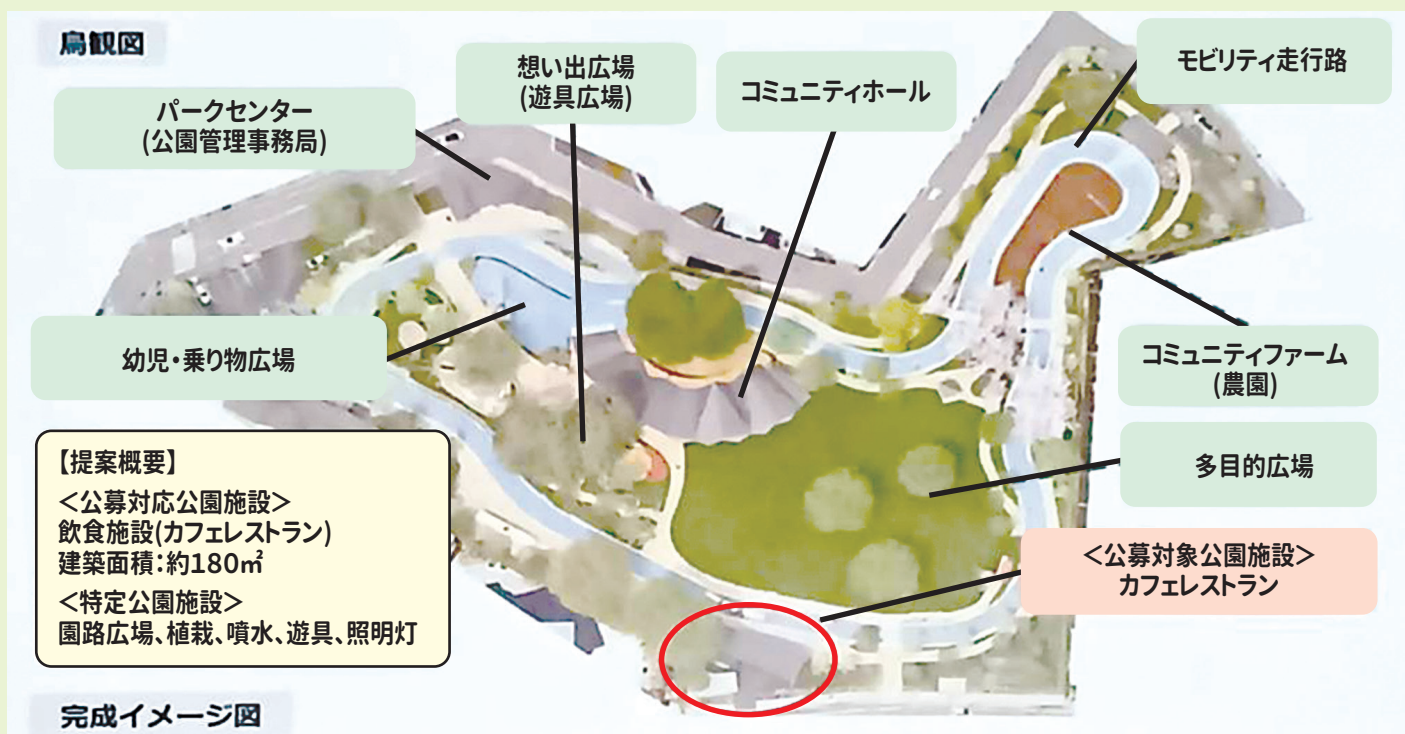 鳥観図
パークセンター
(公園管理事務局)
想い出広場
(遊具広場)
コミュニティホール
モビリティ走行路
幼児・乗り物広場
コミュニティファーム
(農園)
多目的広場
<公募対象公園施設>
カフェレストラン
【提案概要】
<公募対応公園施設>
飲食施設(カフェレストラン)
建築面積:約180㎡
<特定公園施設>
園路広場、植栽、噴水、遊具、照明灯
完成イメージ図